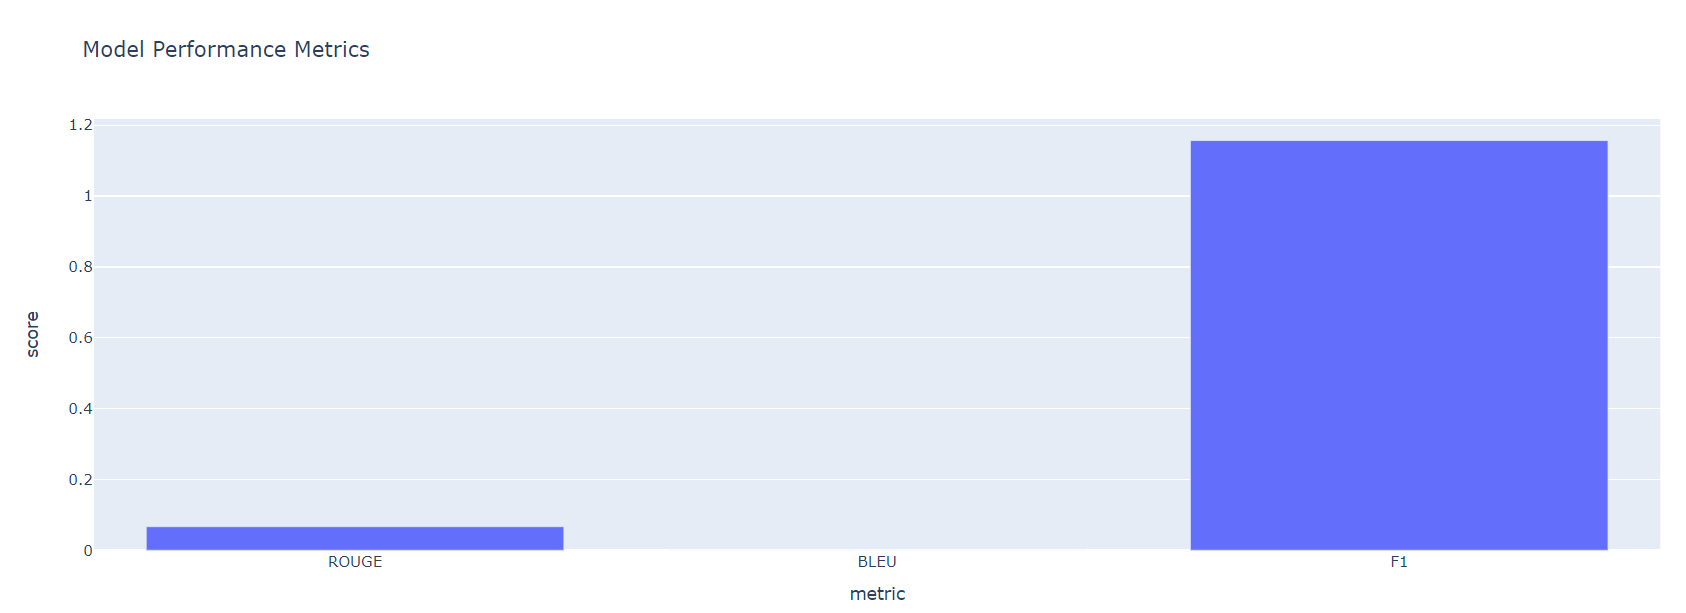 Model Performance Metrics
1.2
1
0.8
0.6
0.4
0.2
0
score
ROUGE
BLEU
F1
metric